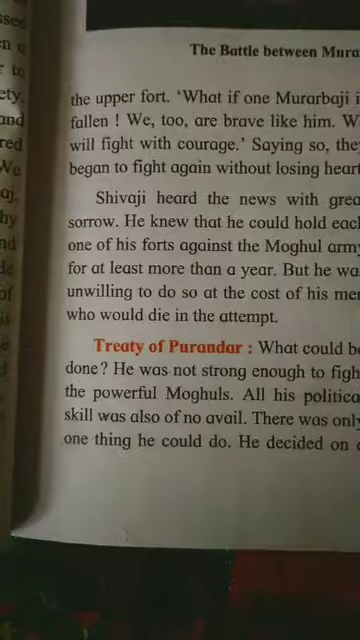 The Battle between Mura
the upper fort. 'What if one Murarbaji i
fallen ! We, too, are brave like him. W
will fight with courage.' Saying so, the
began to fight again without losing heart
Shivaji heard the news with grea
sorrow. He knew that he could hold eac
one of his forts against the Moghul army
for at least more than a year. But he wa
unwilling to do so at the cost of his me
who would die in the attempt.
Treaty of Purandar : What could be
done? He was not strong enough to figh
the powerful Moghuls. All his politica
skill was also of no avail. There was only
one thing he could do. He decided on a